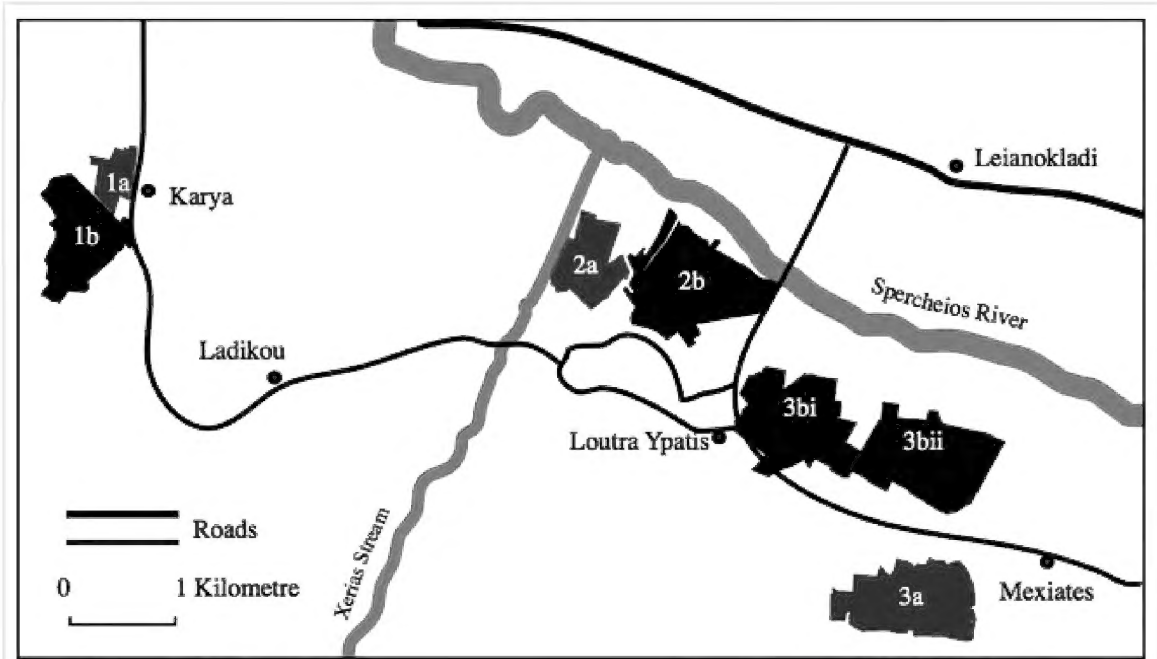 Leianokladi
1a
Karya
1b
2a
2b
Spercheios River
Ladikou
3bi
3bii
Loutra Ypatis
Xerias Stream
Roads
0 1 Kilometre
3a
Mexiates